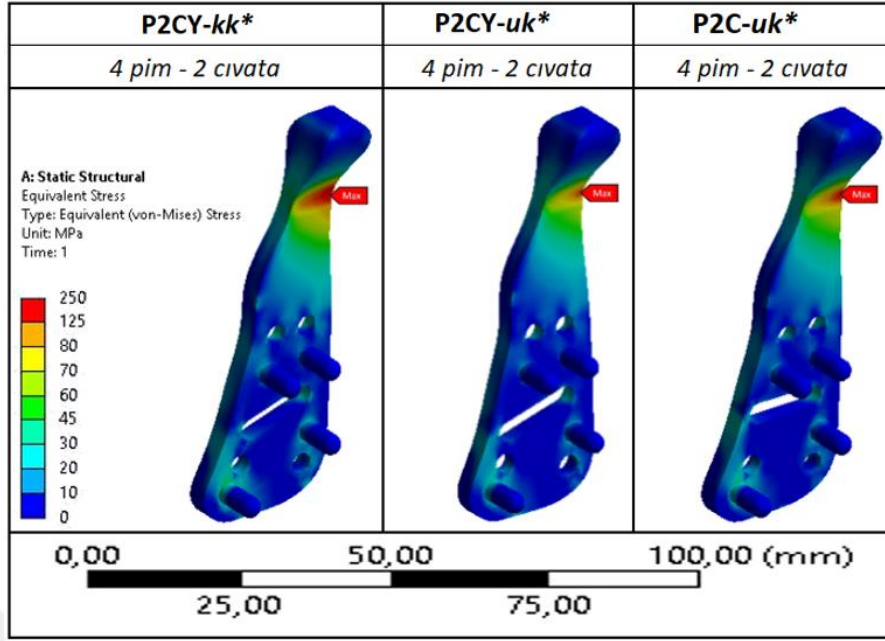 P2CY-kk* P2CY-uk* P2C-uk*
4 pim - 2 cıvata 4 pim - 2 cıvata 4 pim - 2 cıvata
A: Static Structural
Equivalent Stress
Type: Equivalent (von-Mises) Stress
Unit: MPa
Time: 1
Max Max Max
250
125
80
70
60
45
30
20
10
0
0,00 50,00 100,00 (mm)
25,00 75,00